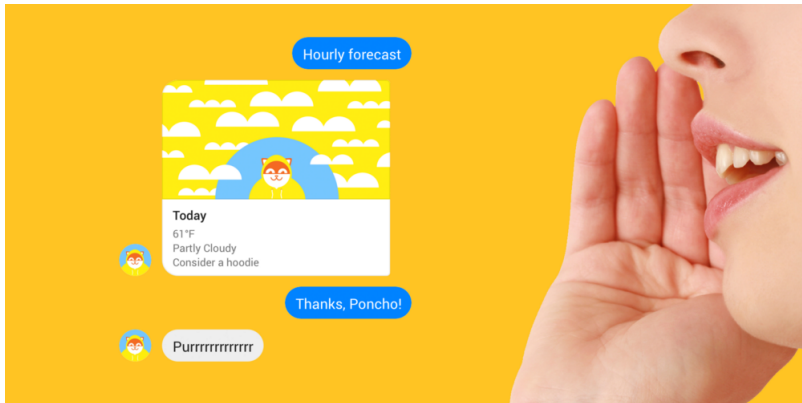 Hourly forecast
Today
61°F
Partly Cloudy
Consider a hoodie
Thanks, Poncho!
Purrrrrrrrrrrrr